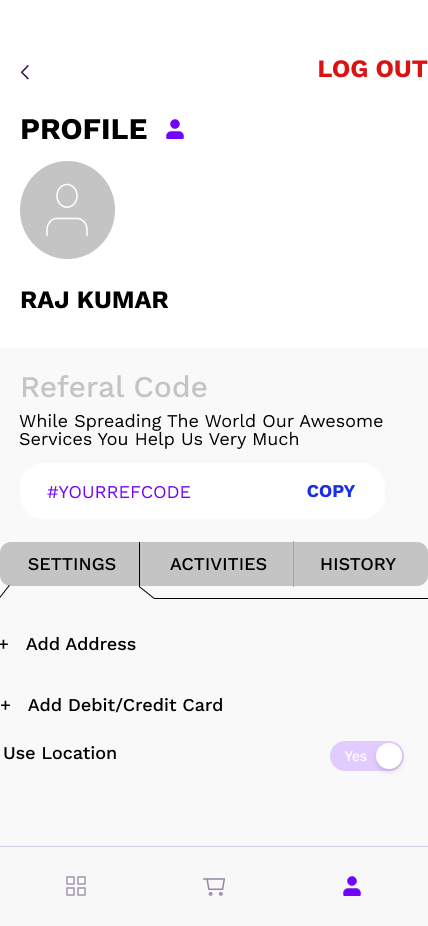 LOG OUT
PROFILE
RAJ KUMAR
Referal Code
While Spreading The World Our Awesome
Services You Help Us Very Much
#YOURREFCODE COPY
SETTINGS ACTIVITIES HISTORY
+ Add Address
+ Add Debit/Credit Card
Use Location Yes